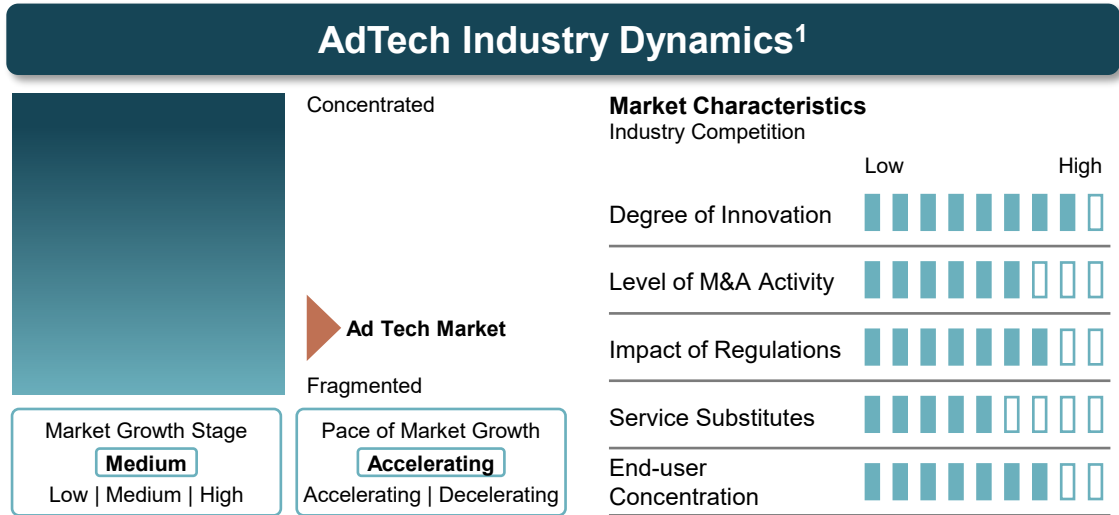 AdTech Industry Dynamics¹
Concentrated
Ad Tech Market
Fragmented
Market Growth Stage
Medium
Low | Medium | High
Pace of Market Growth
Accelerating
Accelerating | Decelerating
Market Characteristics
Industry Competition
Low High
Degree of Innovation
Level of M&A Activity
Impact of Regulations
Service Substitutes
End-user
Concentration